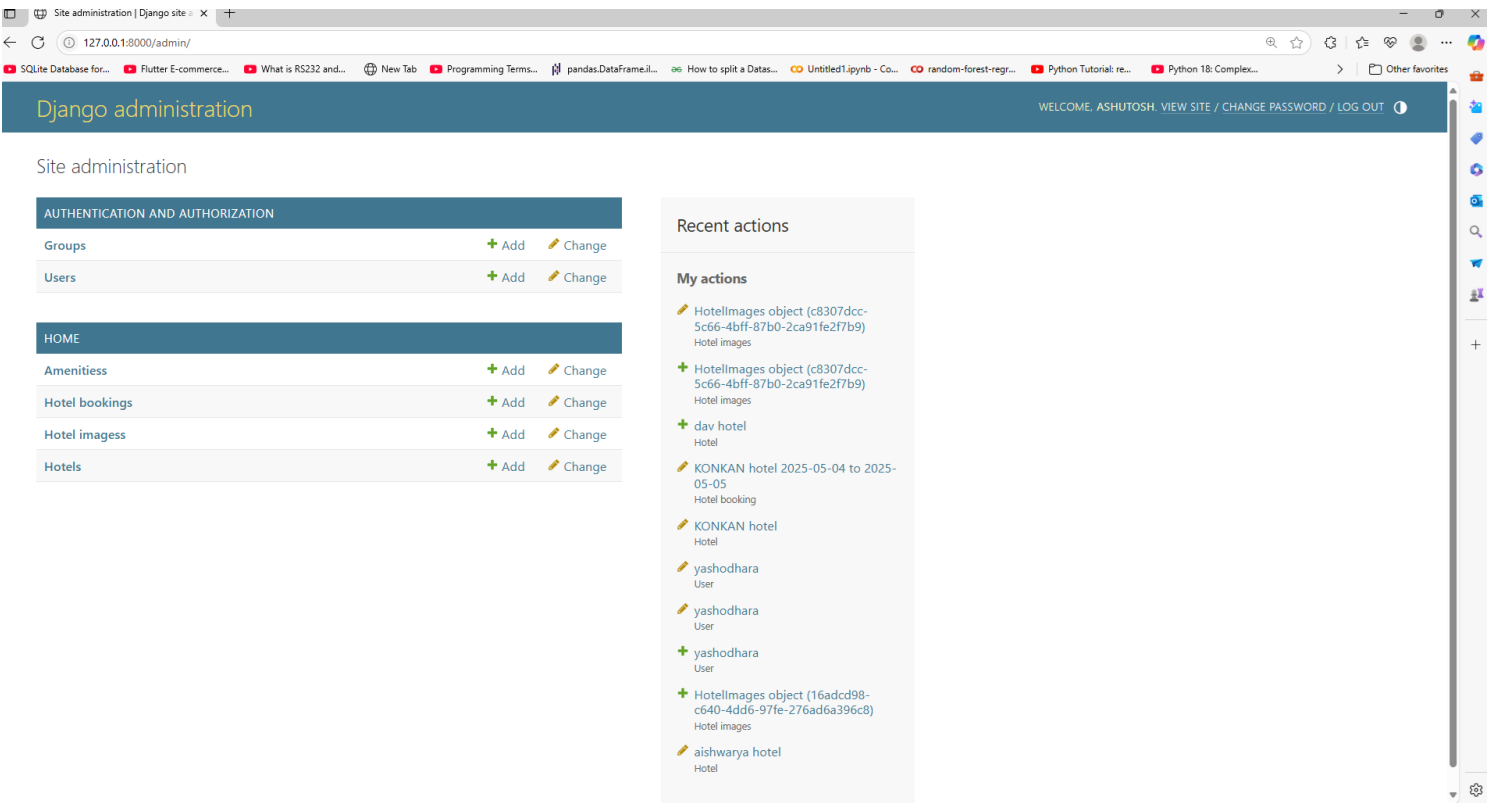 Site administration | Django site a
127.0.0.1:8000/admin/
SQLite Database for... Flutter E-commerce... What is RS232 and... New Tab Programming Terms... pandas.DataFrame.il... How to split a Datas... Untitled1.ipynb - Co... random-forest-regr... Python Tutorial: re... Python 18: Complex... Other favorites
Django administration
WELCOME, ASHUTOSH. VIEW SITE / CHANGE PASSWORD / LOG OUT
Site administration
AUTHENTICATION AND AUTHORIZATION
Groups Add Change
Users Add Change
HOME
Amenitiess Add Change
Hotel bookings Add Change
Hotel imagess Add Change
Hotels Add Change
Recent actions
My actions
HotelImages object (c8307dcc-
5c66-4bff-87b0-2ca91fe2f7b9)
Hotel images
HotelImages object (c8307dcc-
5c66-4bff-87b0-2ca91fe2f7b9)
Hotel images
dav hotel
Hotel
KONKAN hotel 2025-05-04 to 2025-
05-05
Hotel booking
KONKAN hotel
Hotel
yashodhara
User
yashodhara
User
yashodhara
User
HotelImages object (16adcd98-
c640-4dd6-97fe-276ad6a396c8)
Hotel images
aishwarya hotel
Hotel